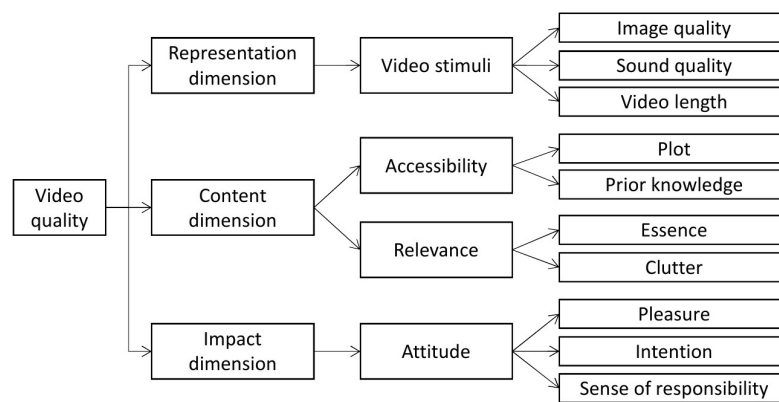 Video
quality
Representation
dimension
Video stimuli
Image quality
Sound quality
Video length
Content
dimension
Accessibility
Plot
Prior knowledge
Relevance
Essence
Clutter
Impact
dimension
Attitude
Pleasure
Intention
Sense of responsibility